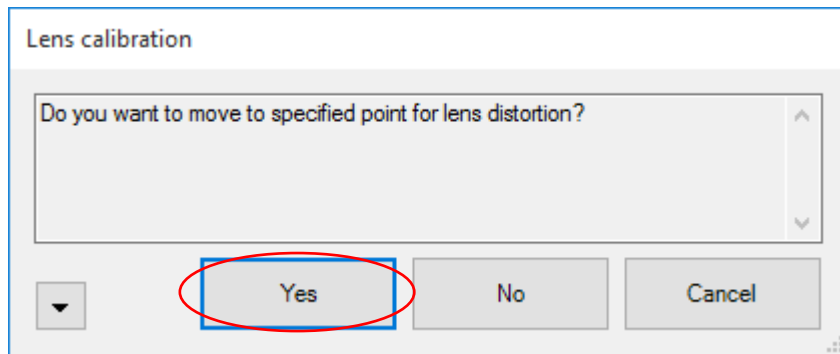 Lens calibration
Do you want to move to specified point for lens distortion?
Yes No Cancel